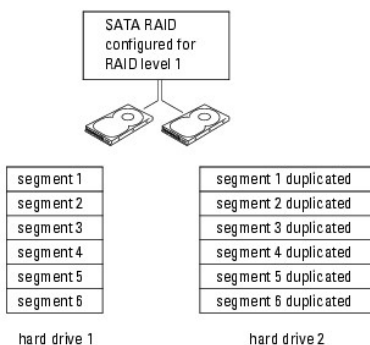 SATA RAID
configured for
RAID level 1
segment 1
segment 2
segment 3
segment 4
segment 5
segment 6
hard drive 1
segment 1 duplicated
segment 2 duplicated
segment 3 duplicated
segment 4 duplicated
segment 5 duplicated
segment 6 duplicated
hard drive 2